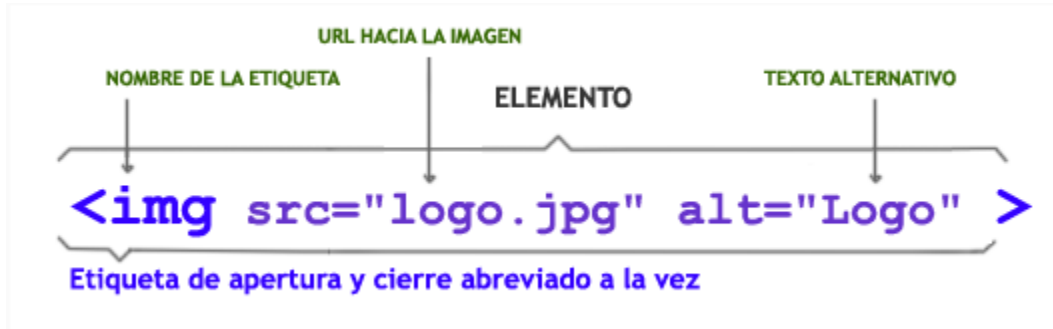 URL HACIA LA IMAGEN
NOMBRE DE LA ETIQUETA
TEXTO ALTERNATIVO
ELEMENTO
<img src="logo.jpg" alt="Logo" >
Etiqueta de apertura y cierre abreviado a la vez